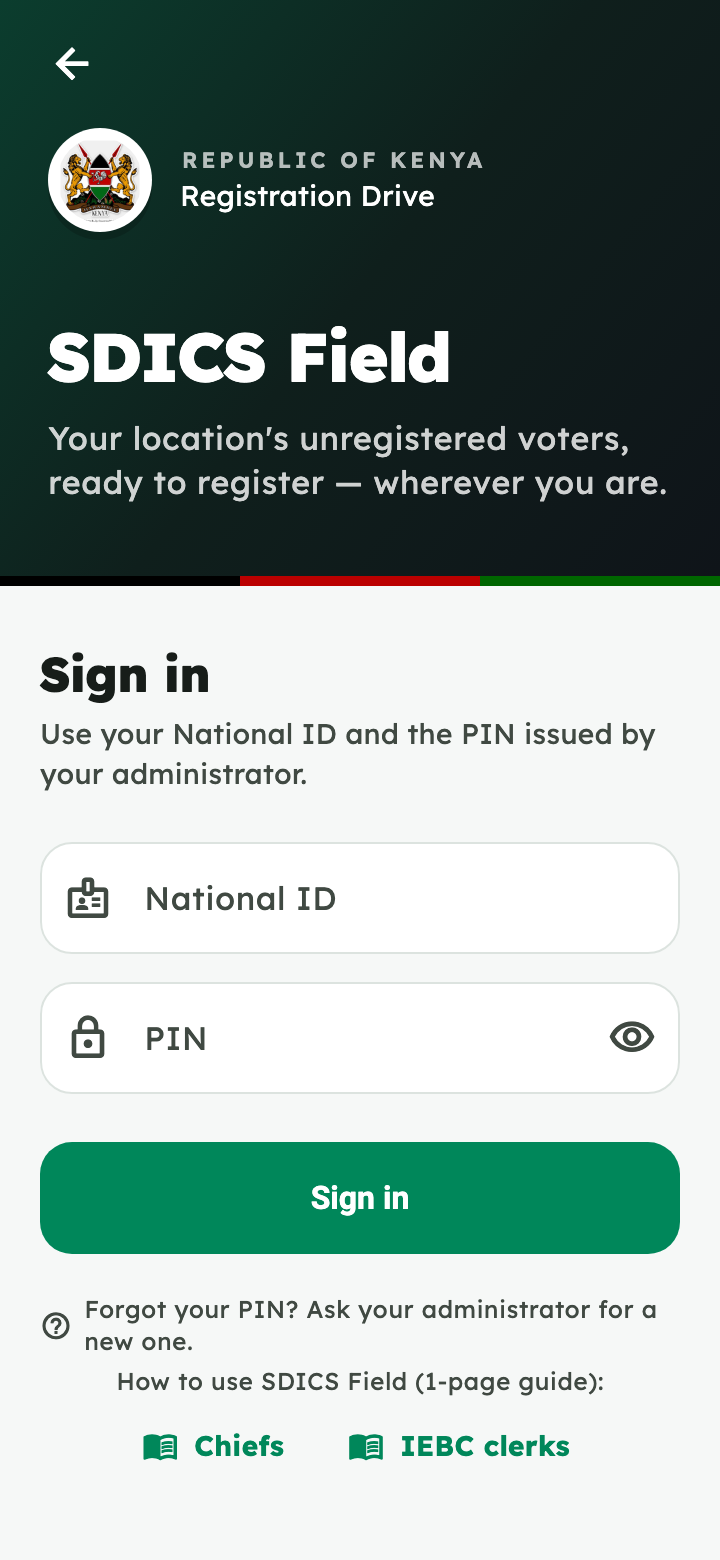 REPUBLIC OF KENYA
Registration Drive
SDICS Field
Your location's unregistered voters,
ready to register — wherever you are.
Sign in
Use your National ID and the PIN issued by
your administrator.
National ID
PIN
Sign in
Forgot your PIN? Ask your administrator for a
new one.
How to use SDICS Field (1-page guide):
Chiefs
IEBC clerks